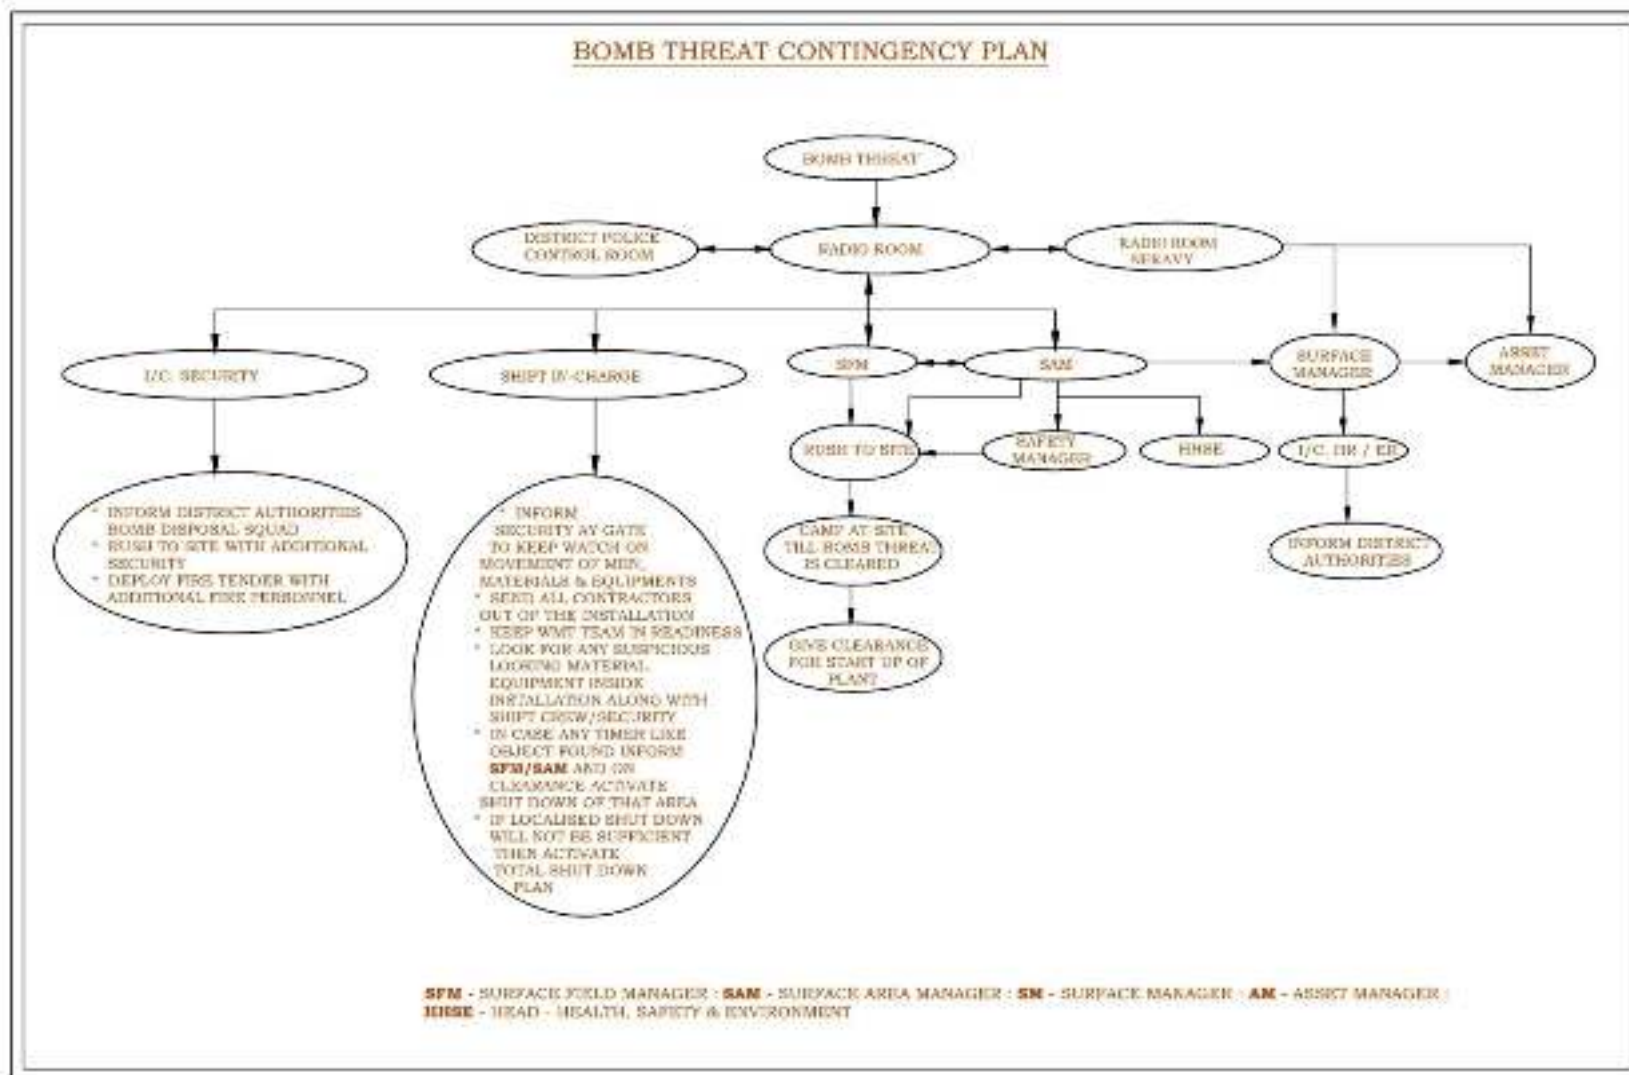 BOMB THREAT CONTINGENCY PLAN
BOMB THREAT
DISTRICT POLICE
CONTROL ROOM
RADIO ROOM
RADIO ROOM
NERAVY
I/C. SECURITY
SHIFT IN-CHARGE
SFM
SAM
SURFACE
MANAGER
ASSET
MANAGER
RUSH TO SITE
SAFETY
MANAGER
HHSE
I/C. HR / ER
* INFORM DISTRICT AUTHORITIES
BOMB DISPOSAL SQUAD
* RUSH TO SITE WITH ADDITIONAL
SECURITY
* DEPLOY FIRE TENDER WITH
ADDITIONAL FIRE PERSONNEL
* INFORM
SECURITY AY GATE
TO KEEP WATCH ON
MOVEMENT OF MEN,
MATERIALS & EQUIPMENTS
* SEND ALL CONTRACTORS
OUT OF THE INSTALLATION
* KEEP WMT TEAM IN READINESS
* LOOK FOR ANY SUSPICIOUS
LOOKING MATERIAL
EQUIPMENT INSIDE
INSTALLATION ALONG WITH
SHIFT CREW/SECURITY
* IN CASE ANY TIMER LIKE
OBJECT FOUND INFORM
SFM/SAM AND ON
CLEARANCE ACTIVATE
SHUT DOWN OF THAT AREA
* IF LOCALISED SHUT DOWN
WILL NOT BE SUFFICIENT
THEN ACTIVATE
TOTAL SHUT DOWN
PLAN
CAMP AT SITE
TILL BOMB THREAT
IS CLEARED
INFORM DISTRICT
AUTHORITIES
GIVE CLEARANCE
FOR START UP OF
PLANT
SFM - SURFACE FIELD MANAGER : SAM - SURFACE AREA MANAGER : SM - SURFACE MANAGER : AM - ASSET MANAGER :
HHSE - HEAD - HEALTH, SAFETY & ENVIRONMENT